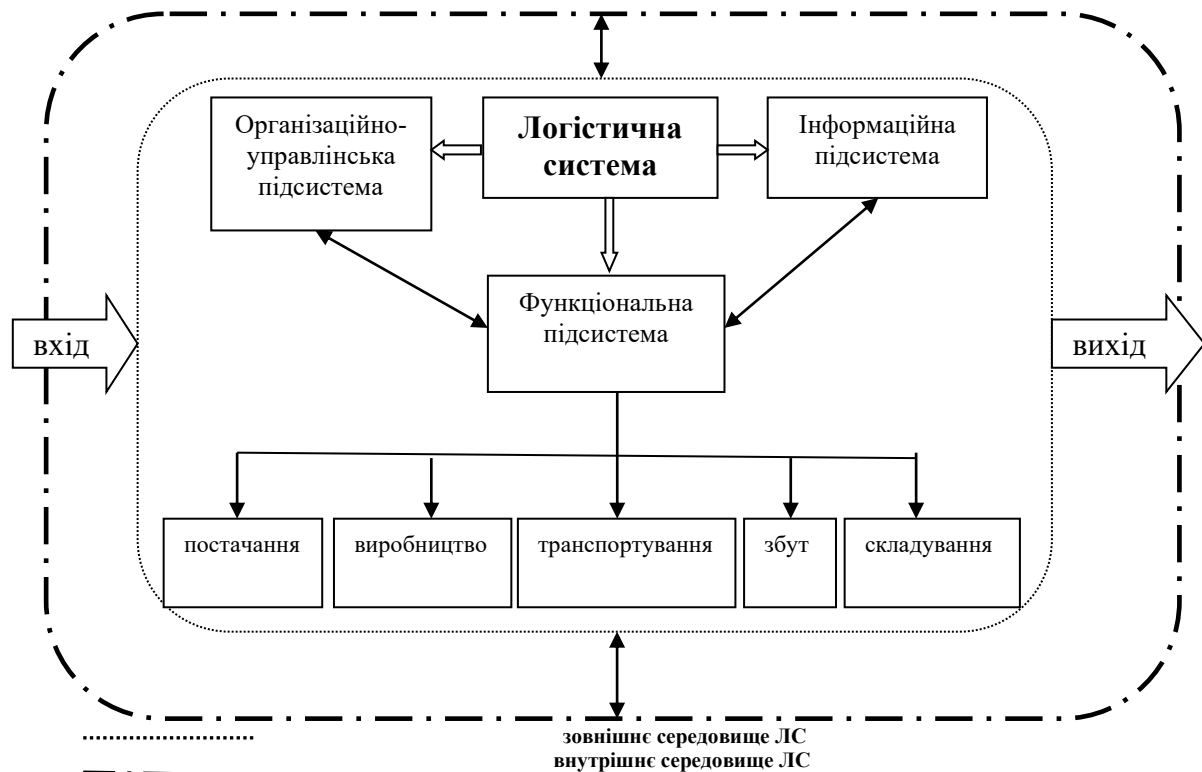 Організаційно-
управлінська
підсистема
Логістична
система
Інформаційна
підсистема
Функціональна
підсистема
вхід
вихід
постачання
виробництво
транспортування
збут
складування
зовнішнє середовище ЛС
внутрішнє середовище ЛС